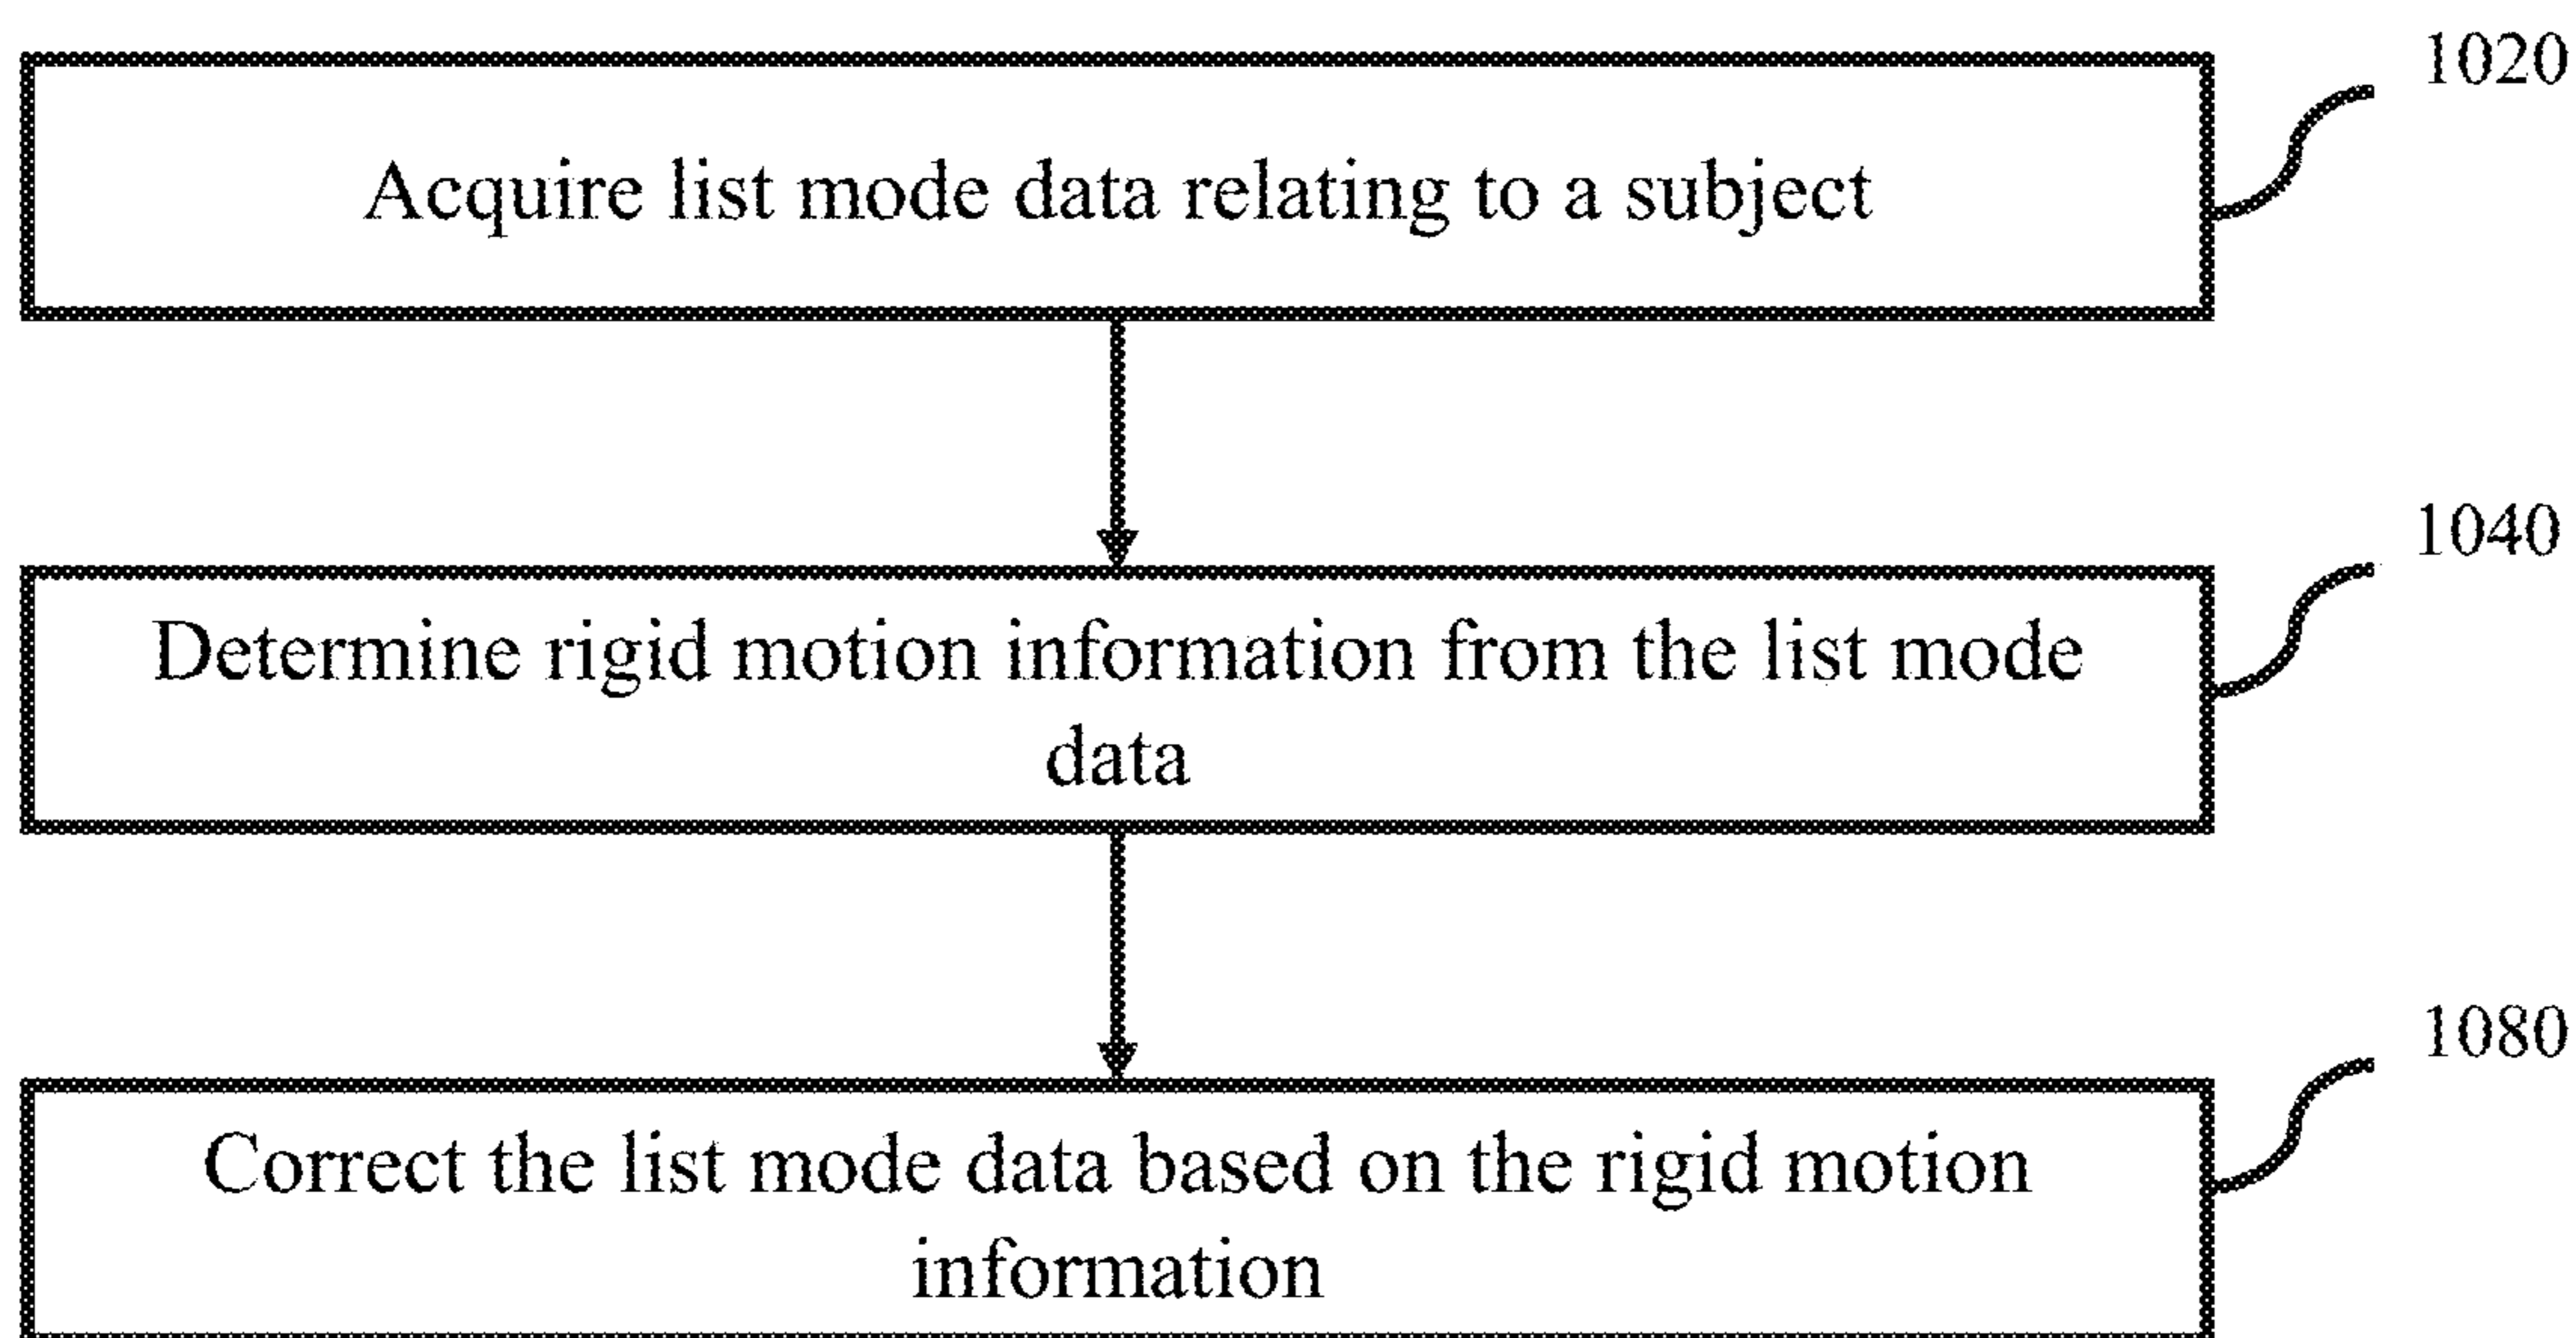 1020
Acquire list mode data relating to a subject
1040
Determine rigid motion information from the list mode
data
1080
Correct the list mode data based on the rigid motion
information